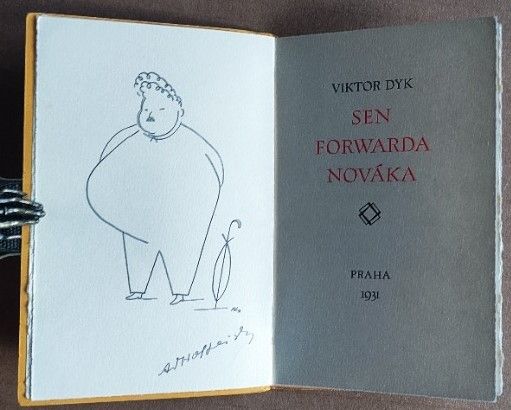 VIKTOR DYK
SEN
FORWARDA
NOVÁKA
PRAHA
1931